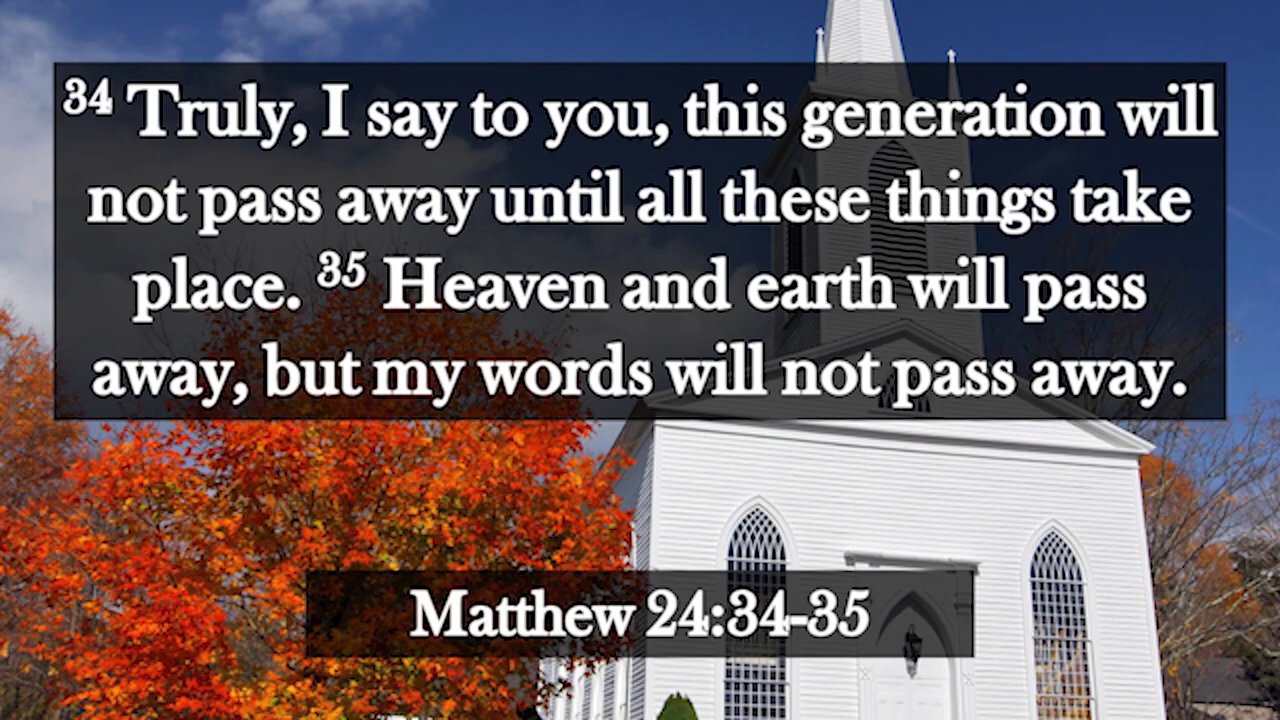 ³⁴ Truly, I say to you, this generation will
not pass away until all these things take
place. ³⁵ Heaven and earth will pass
away, but my words will not pass away.
Matthew 24:34-35